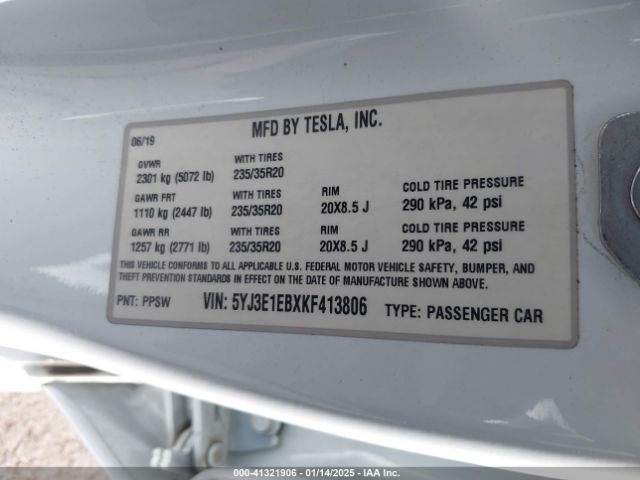 MFD BY TESLA, INC.
06/19
GVWR WITH TIRES
2301 kg (5072 lb) 235/35R20
GAWR FRT WITH TIRES RIM COLD TIRE PRESSURE
1110 kg (2447 lb) 235/35R20 20X8.5 J 290 kPa, 42 psi
GAWR RR WITH TIRES RIM COLD TIRE PRESSURE
1257 kg (2771 lb) 235/35R20 20X8.5 J 290 kPa, 42 psi
THIS VEHICLE CONFORMS TO ALL APPLICABLE U.S. FEDERAL MOTOR VEHICLE SAFETY, BUMPER, AND
THEFT PREVENTION STANDARDS IN EFFECT ON THE DATE OF MANUFACTURE SHOWN ABOVE.
PNT: PPSW VIN: 5YJ3E1EBXKF413806 TYPE: PASSENGER CAR
000-41321906 - 01/14/2025 - IAA Inc.